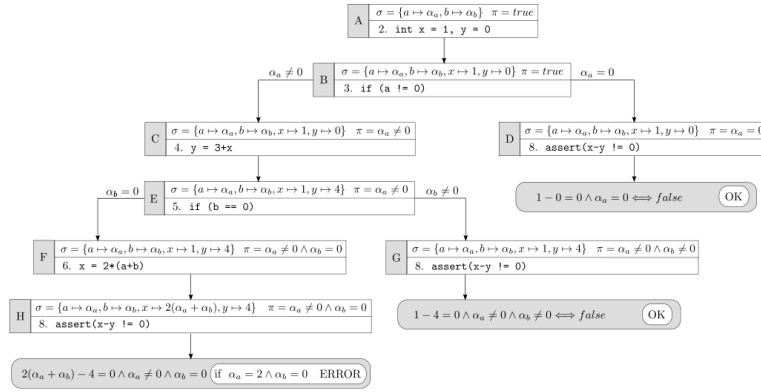 A
σ = {a ↦ α_a, b ↦ α_b} π = true
2. int x = 1, y = 0
α_a ≠ 0
B
σ = {a ↦ α_a, b ↦ α_b, x ↦ 1, y ↦ 0} π = true
3. if (a != 0)
α_a = 0
C
σ = {a ↦ α_a, b ↦ α_b, x ↦ 1, y ↦ 0} π = α_a ≠ 0
4. y = 3+x
D
σ = {a ↦ α_a, b ↦ α_b, x ↦ 1, y ↦ 0} π = α_a = 0
8. assert(x-y != 0)
1 − 0 = 0 ∧ α_a = 0 ⟺ false OK
α_b = 0
E
σ = {a ↦ α_a, b ↦ α_b, x ↦ 1, y ↦ 4} π = α_a ≠ 0
5. if (b == 0)
α_b ≠ 0
F
σ = {a ↦ α_a, b ↦ α_b, x ↦ 1, y ↦ 4} π = α_a ≠ 0 ∧ α_b = 0
6. x = 2*(a+b)
G
σ = {a ↦ α_a, b ↦ α_b, x ↦ 1, y ↦ 4} π = α_a ≠ 0 ∧ α_b ≠ 0
8. assert(x-y != 0)
H
σ = {a ↦ α_a, b ↦ α_b, x ↦ 2(α_a + α_b), y ↦ 4} π = α_a ≠ 0 ∧ α_b = 0
8. assert(x-y != 0)
1 − 4 = 0 ∧ α_a ≠ 0 ∧ α_b ≠ 0 ⟺ false OK
2(α_a + α_b) − 4 = 0 ∧ α_a ≠ 0 ∧ α_b = 0 if α_a = 2 ∧ α_b = 0 ERROR